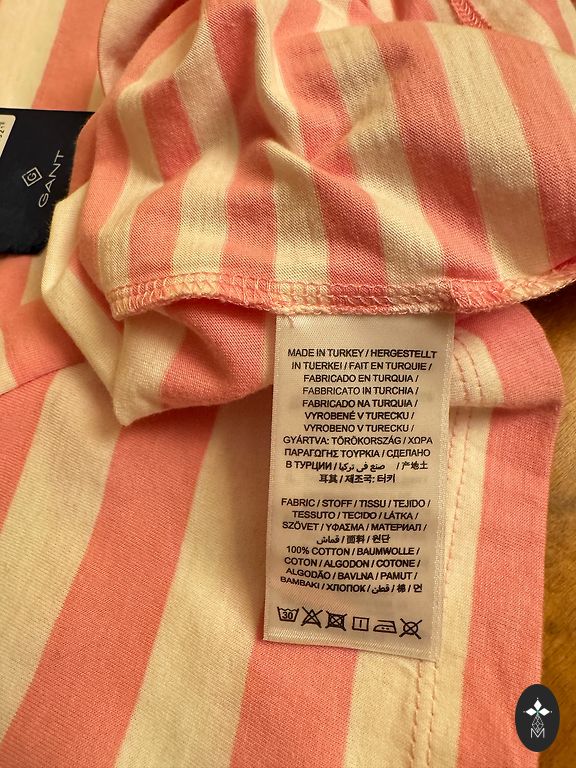 GANT
MADE IN TURKEY / HERGESTELLT
IN TUERKEI / FAIT EN TURQUIE /
FABRICADO EN TURQUIA /
FABBRICATO IN TURCHIA /
FABRICADO NA TURQUIA /
VYROBENÉ V TURECKU /
VYROBENO V TURECKU /
GYÁRTVA: TÖRÖKORSZÁG / ΧΩΡΑ
ΠΑΡΑΓΩΓΗΣ ΤΟΥΡΚΙΑ / СДЕЛАНО
В ТУРЦИИ / صنع في تركيا / 产地土
耳其 / 제조국: 터키
FABRIC / STOFF / TISSU / TEJIDO /
TESSUTO / TECIDO / LÁTKA /
SZÖVET / ΥΦΑΣΜΑ / МАТЕРИАЛ /
قماش / 面料 / 원단
100% COTTON / BAUMWOLLE /
COTON / ALGODON / COTONE /
ALGODÃO / BAVLNA / PAMUT /
ΒΑΜΒΑΚΙ / ХЛОПОК / قطن / 棉 / 면
30
M